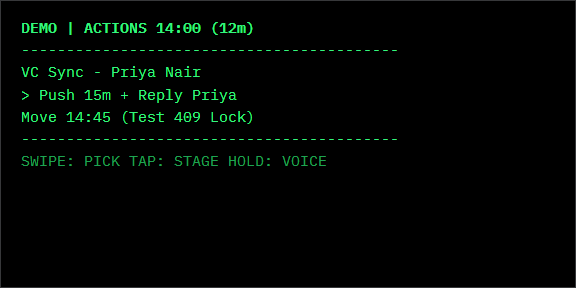 DEMO | ACTIONS 14:00 (12m)
------------------------------------------
VC Sync - Priya Nair
> Push 15m + Reply Priya
Move 14:45 (Test 409 Lock)
------------------------------------------
SWIPE: PICK TAP: STAGE HOLD: VOICE